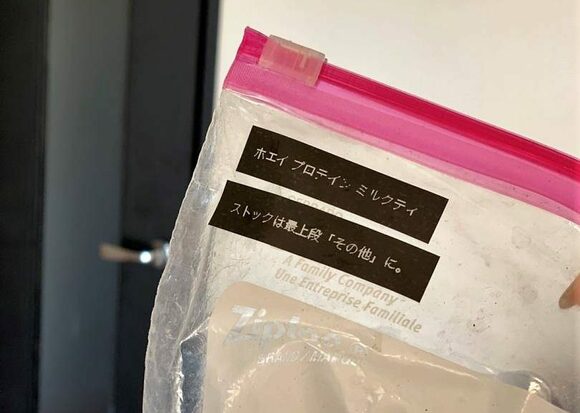 ホエイ プロテイン ミルクティ
ストックは最上段「その他」に。
A Family Company
Une Entreprise Familiale
Ziploc